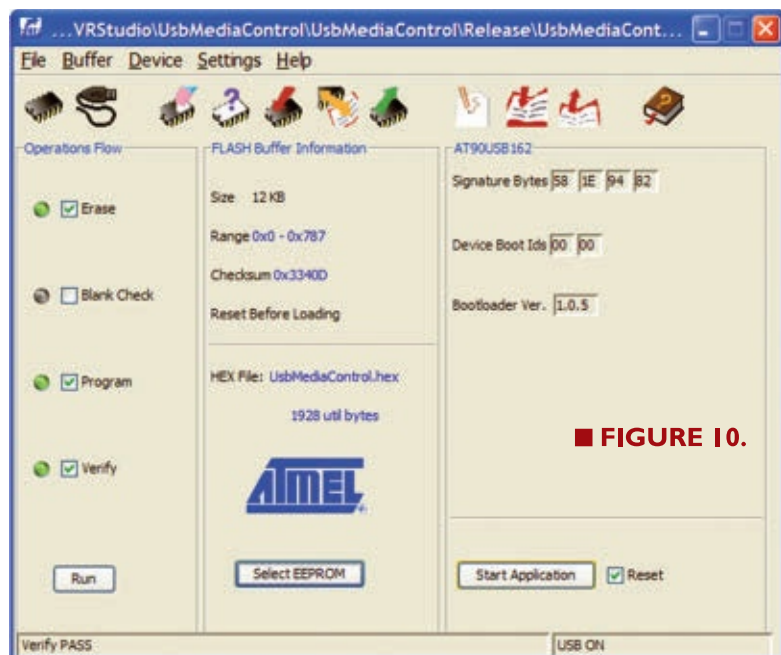 ...VRStudio\UsbMediaControl\UsbMediaControl\Release\UsbMediaCont...
File Buffer Device Settings Help
Operations Flow
Erase
Blank Check
Program
Verify
Run
FLASH Buffer Information
Size 12 KB
Range 0x0 - 0x787
Checksum 0x3340D
Reset Before Loading
HEX File: UsbMediaControl.hex
1928 util bytes
ATMEL
Select EEPROM
AT90USB162
Signature Bytes 58 1E 94 82
Device Boot Ids 00 00
Bootloader Ver. 1.0.5
■ FIGURE 10.
Start Application Reset
Verify PASS
USB ON